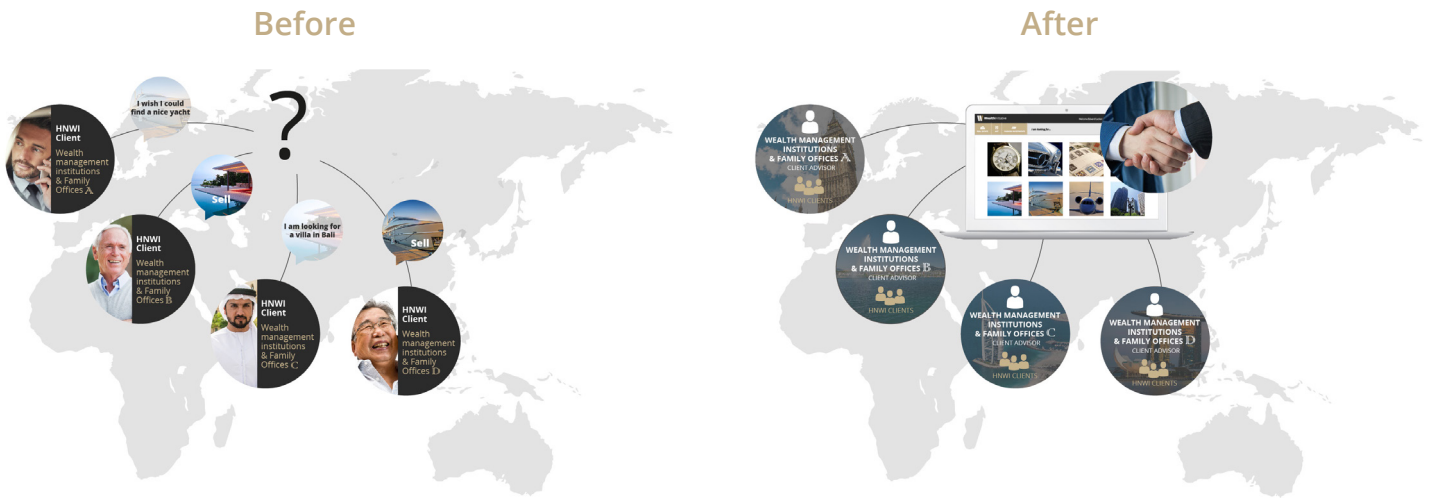 Before
I wish I could
find a nice yacht
?
HNWI
Client
Wealth
management
institutions
& Family
Offices A
Sell
HNWI
Client
Wealth
management
institutions
& Family
Offices B
I am looking for
a villa in Bali
Sell
HNWI
Client
Wealth
management
institutions
& Family
Offices C
HNWI
Client
Wealth
management
institutions
& Family
Offices D
After
WEALTH MANAGEMENT
INSTITUTIONS
& FAMILY OFFICES A
CLIENT ADVISOR
HNWI CLIENTS
WEALTH MANAGEMENT
INSTITUTIONS
& FAMILY OFFICES B
CLIENT ADVISOR
HNWI CLIENTS
WEALTH MANAGEMENT
INSTITUTIONS
& FAMILY OFFICES C
CLIENT ADVISOR
HNWI CLIENTS
WEALTH MANAGEMENT
INSTITUTIONS
& FAMILY OFFICES D
CLIENT ADVISOR
HNWI CLIENTS